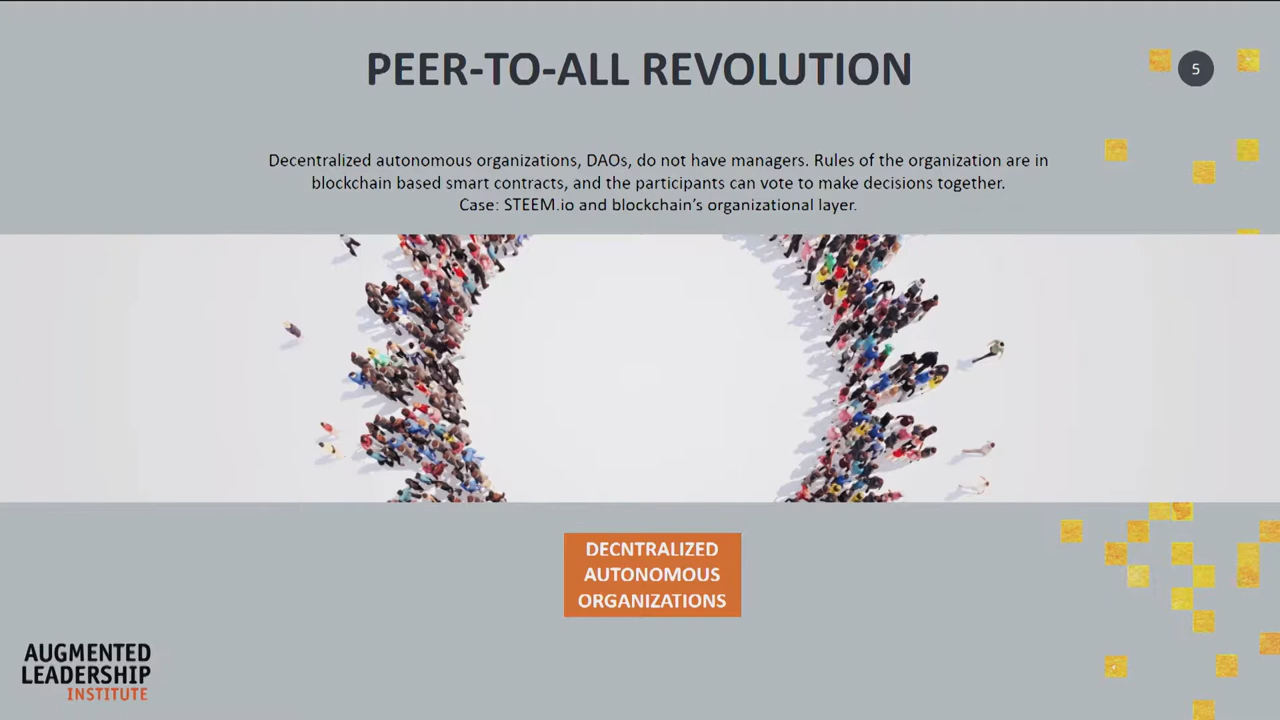 PEER-TO-ALL REVOLUTION
5
Decentralized autonomous organizations, DAOs, do not have managers. Rules of the organization are in
blockchain based smart contracts, and the participants can vote to make decisions together.
Case: STEEM.io and blockchain's organizational layer.
DECNTRALIZED
AUTONOMOUS
ORGANIZATIONS
AUGMENTED
LEADERSHIP
INSTITUTE